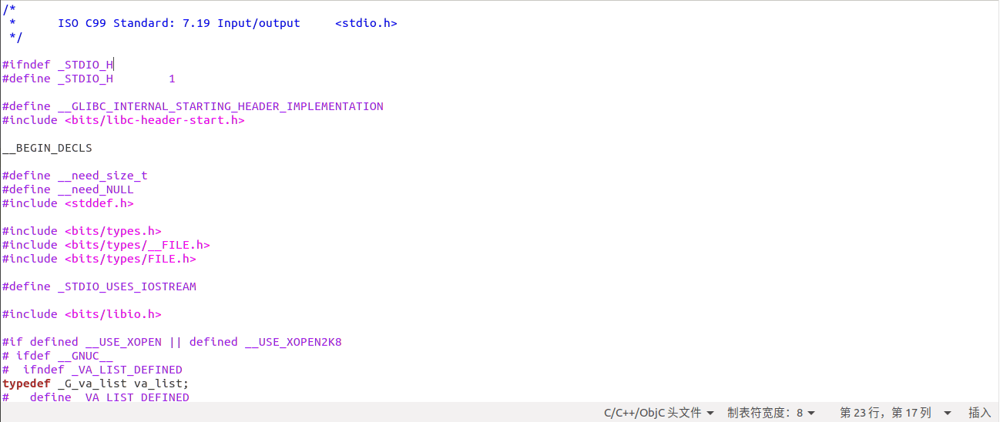 /*
 *      ISO C99 Standard: 7.19 Input/output     <stdio.h>
 */
#ifndef _STDIO_H
#define _STDIO_H        1
#define __GLIBC_INTERNAL_STARTING_HEADER_IMPLEMENTATION
#include <bits/libc-header-start.h>
__BEGIN_DECLS
#define __need_size_t
#define __need_NULL
#include <stddef.h>
#include <bits/types.h>
#include <bits/types/__FILE.h>
#include <bits/types/FILE.h>
#define _STDIO_USES_IOSTREAM
#include <bits/libio.h>
#if defined __USE_XOPEN || defined __USE_XOPEN2K8
# ifdef __GNUC__
#  ifndef _VA_LIST_DEFINED
typedef _G_va_list va_list;
#   define _VA_LIST_DEFINED
C/C++/ObjC 头文件 制表符宽度：8 第 23 行，第 17 列 插入